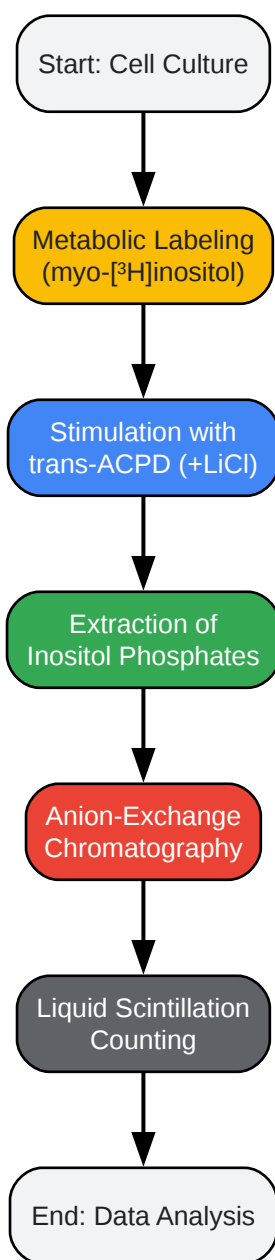 Start: Cell Culture
Metabolic Labeling
(myo-[³H]inositol)
Stimulation with
trans-ACPD (+LiCl)
Extraction of
Inositol Phosphates
Anion-Exchange
Chromatography
Liquid Scintillation
Counting
End: Data Analysis